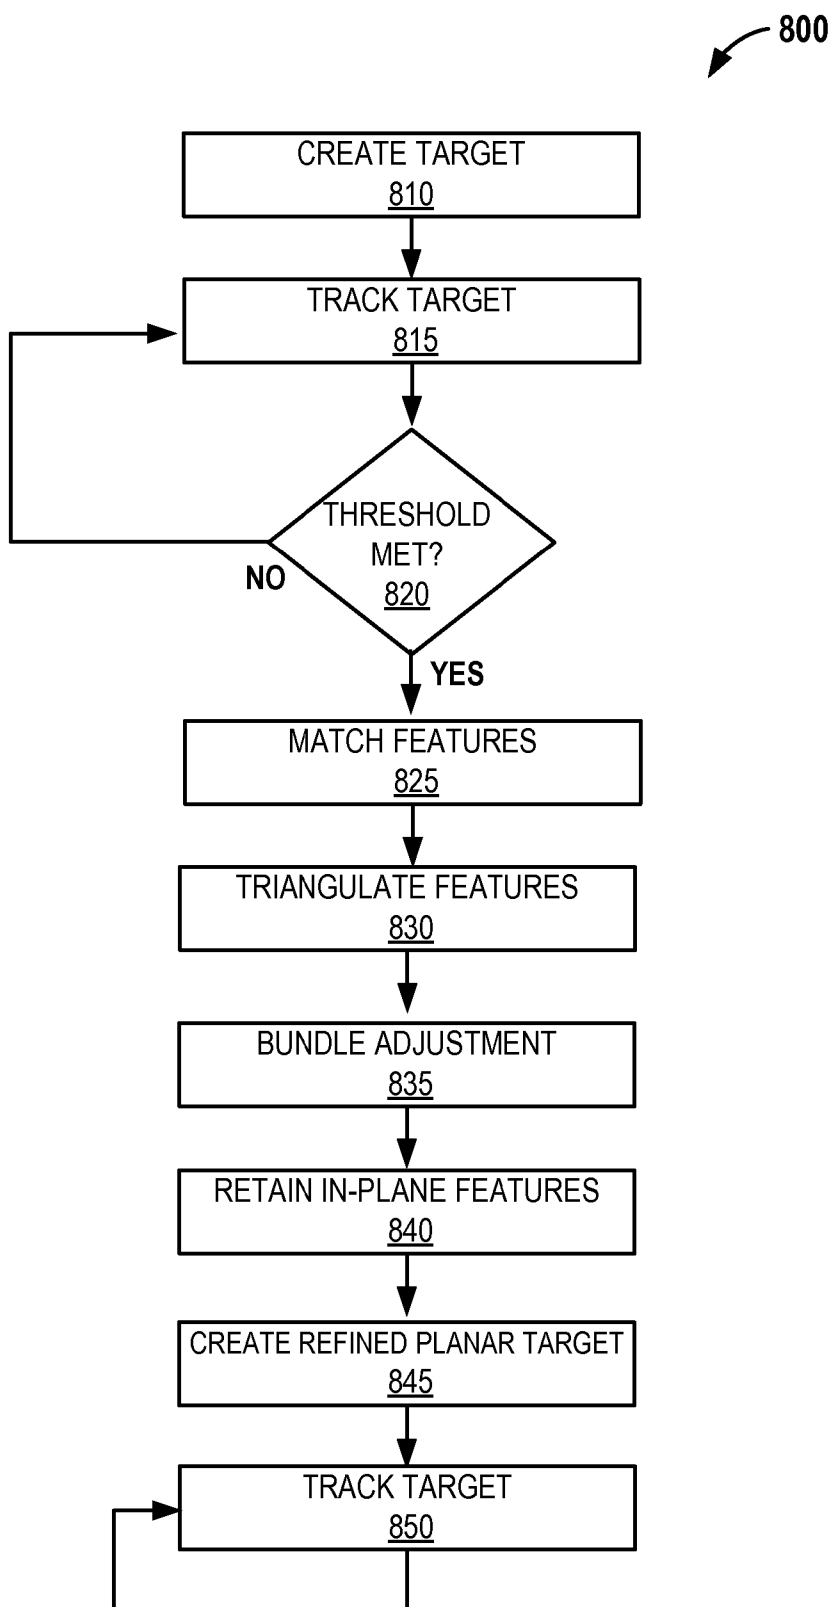 800
CREATE TARGET
810
TRACK TARGET
815
THRESHOLD
MET?
820
NO
YES
MATCH FEATURES
825
TRIANGULATE FEATURES
830
BUNDLE ADJUSTMENT
835
RETAIN IN-PLANE FEATURES
840
CREATE REFINED PLANAR TARGET
845
TRACK TARGET
850